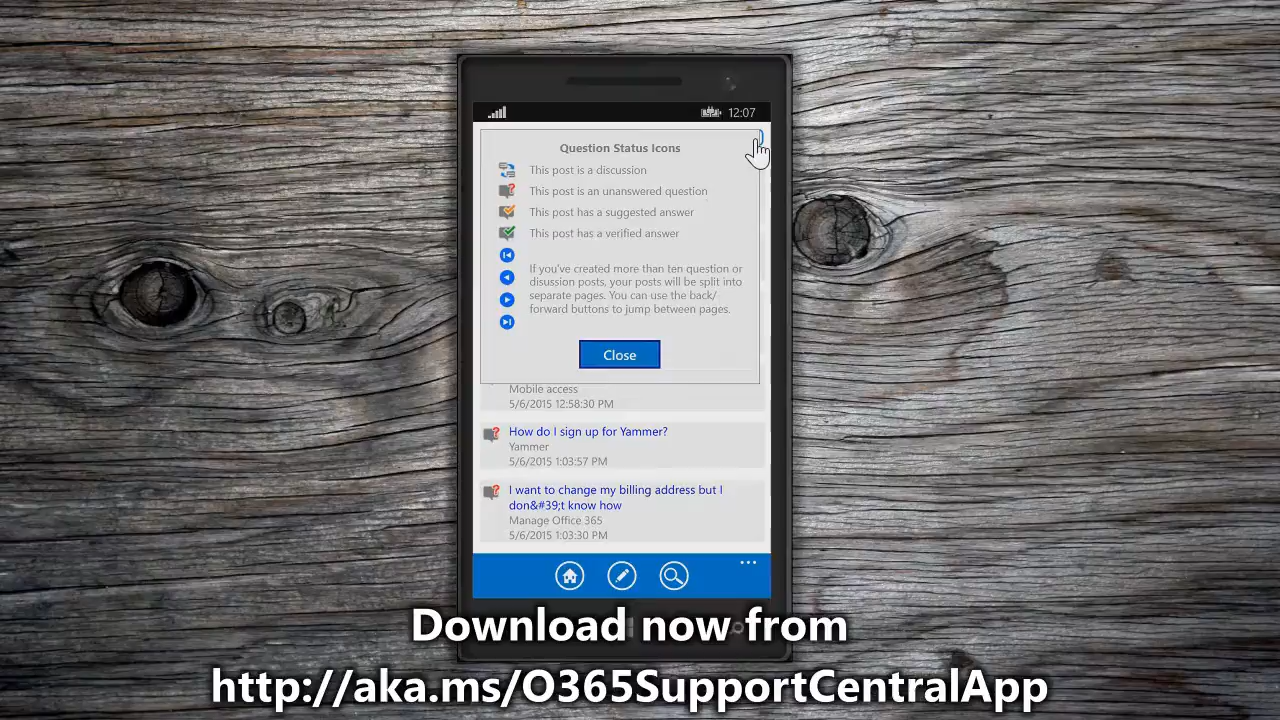 12:07
Question Status Icons
This post is a discussion
This post is an unanswered question
This post has a suggested answer
This post has a verified answer
If you've created more than ten question or
disussion posts, your posts will be split into
separate pages. You can use the back/
forward buttons to jump between pages.
Close
Mobile access
5/6/2015 12:58:30 PM
How do I sign up for Yammer?
Yammer
5/6/2015 1:03:57 PM
I want to change my billing address but I
don&#39;t know how
Manage Office 365
5/6/2015 1:03:30 PM
Download now from
http://aka.ms/O365SupportCentralApp